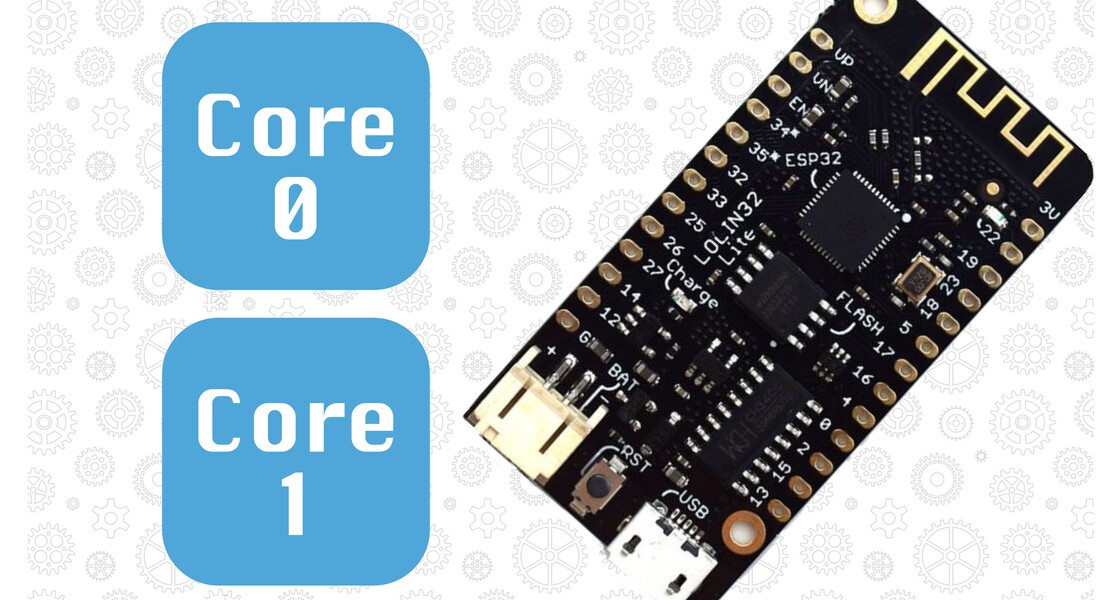 Core
0
Core
1
VP
VN
EN
34*
35*
32
33
25
26
27
14
12
G
ESP32
LOLIN32
Lite
Charge
FLASH
+
BAT
-
RST
USB
3V
22
19
23
18
5
17
16
4
0
2
15
13